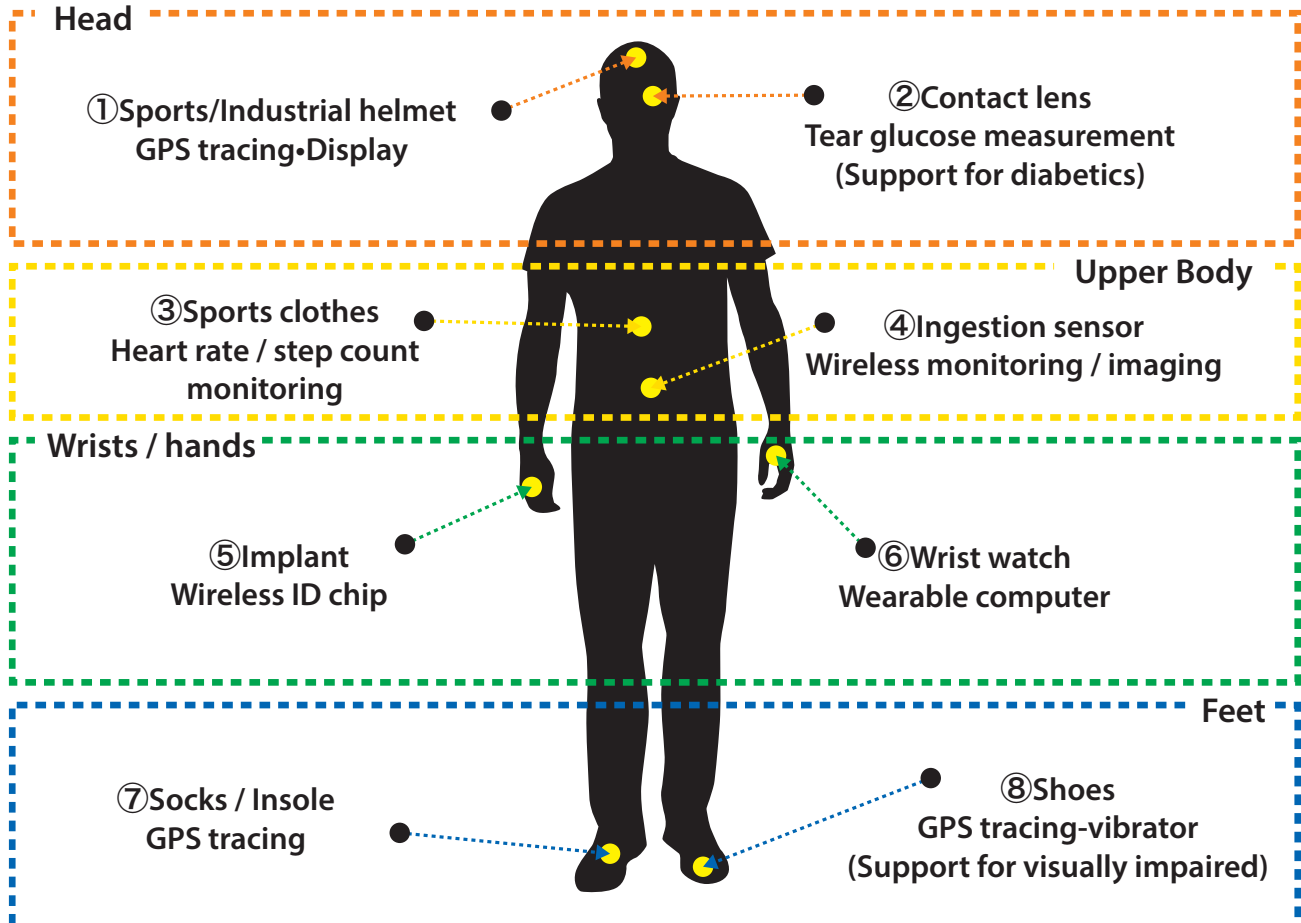 Head
①Sports/Industrial helmet
GPS tracing•Display
②Contact lens
Tear glucose measurement
(Support for diabetics)
Upper Body
③Sports clothes
Heart rate / step count
monitoring
④Ingestion sensor
Wireless monitoring / imaging
Wrists / hands
⑤Implant
Wireless ID chip
⑥Wrist watch
Wearable computer
Feet
⑦Socks / Insole
GPS tracing
⑧Shoes
GPS tracing-vibrator
(Support for visually impaired)